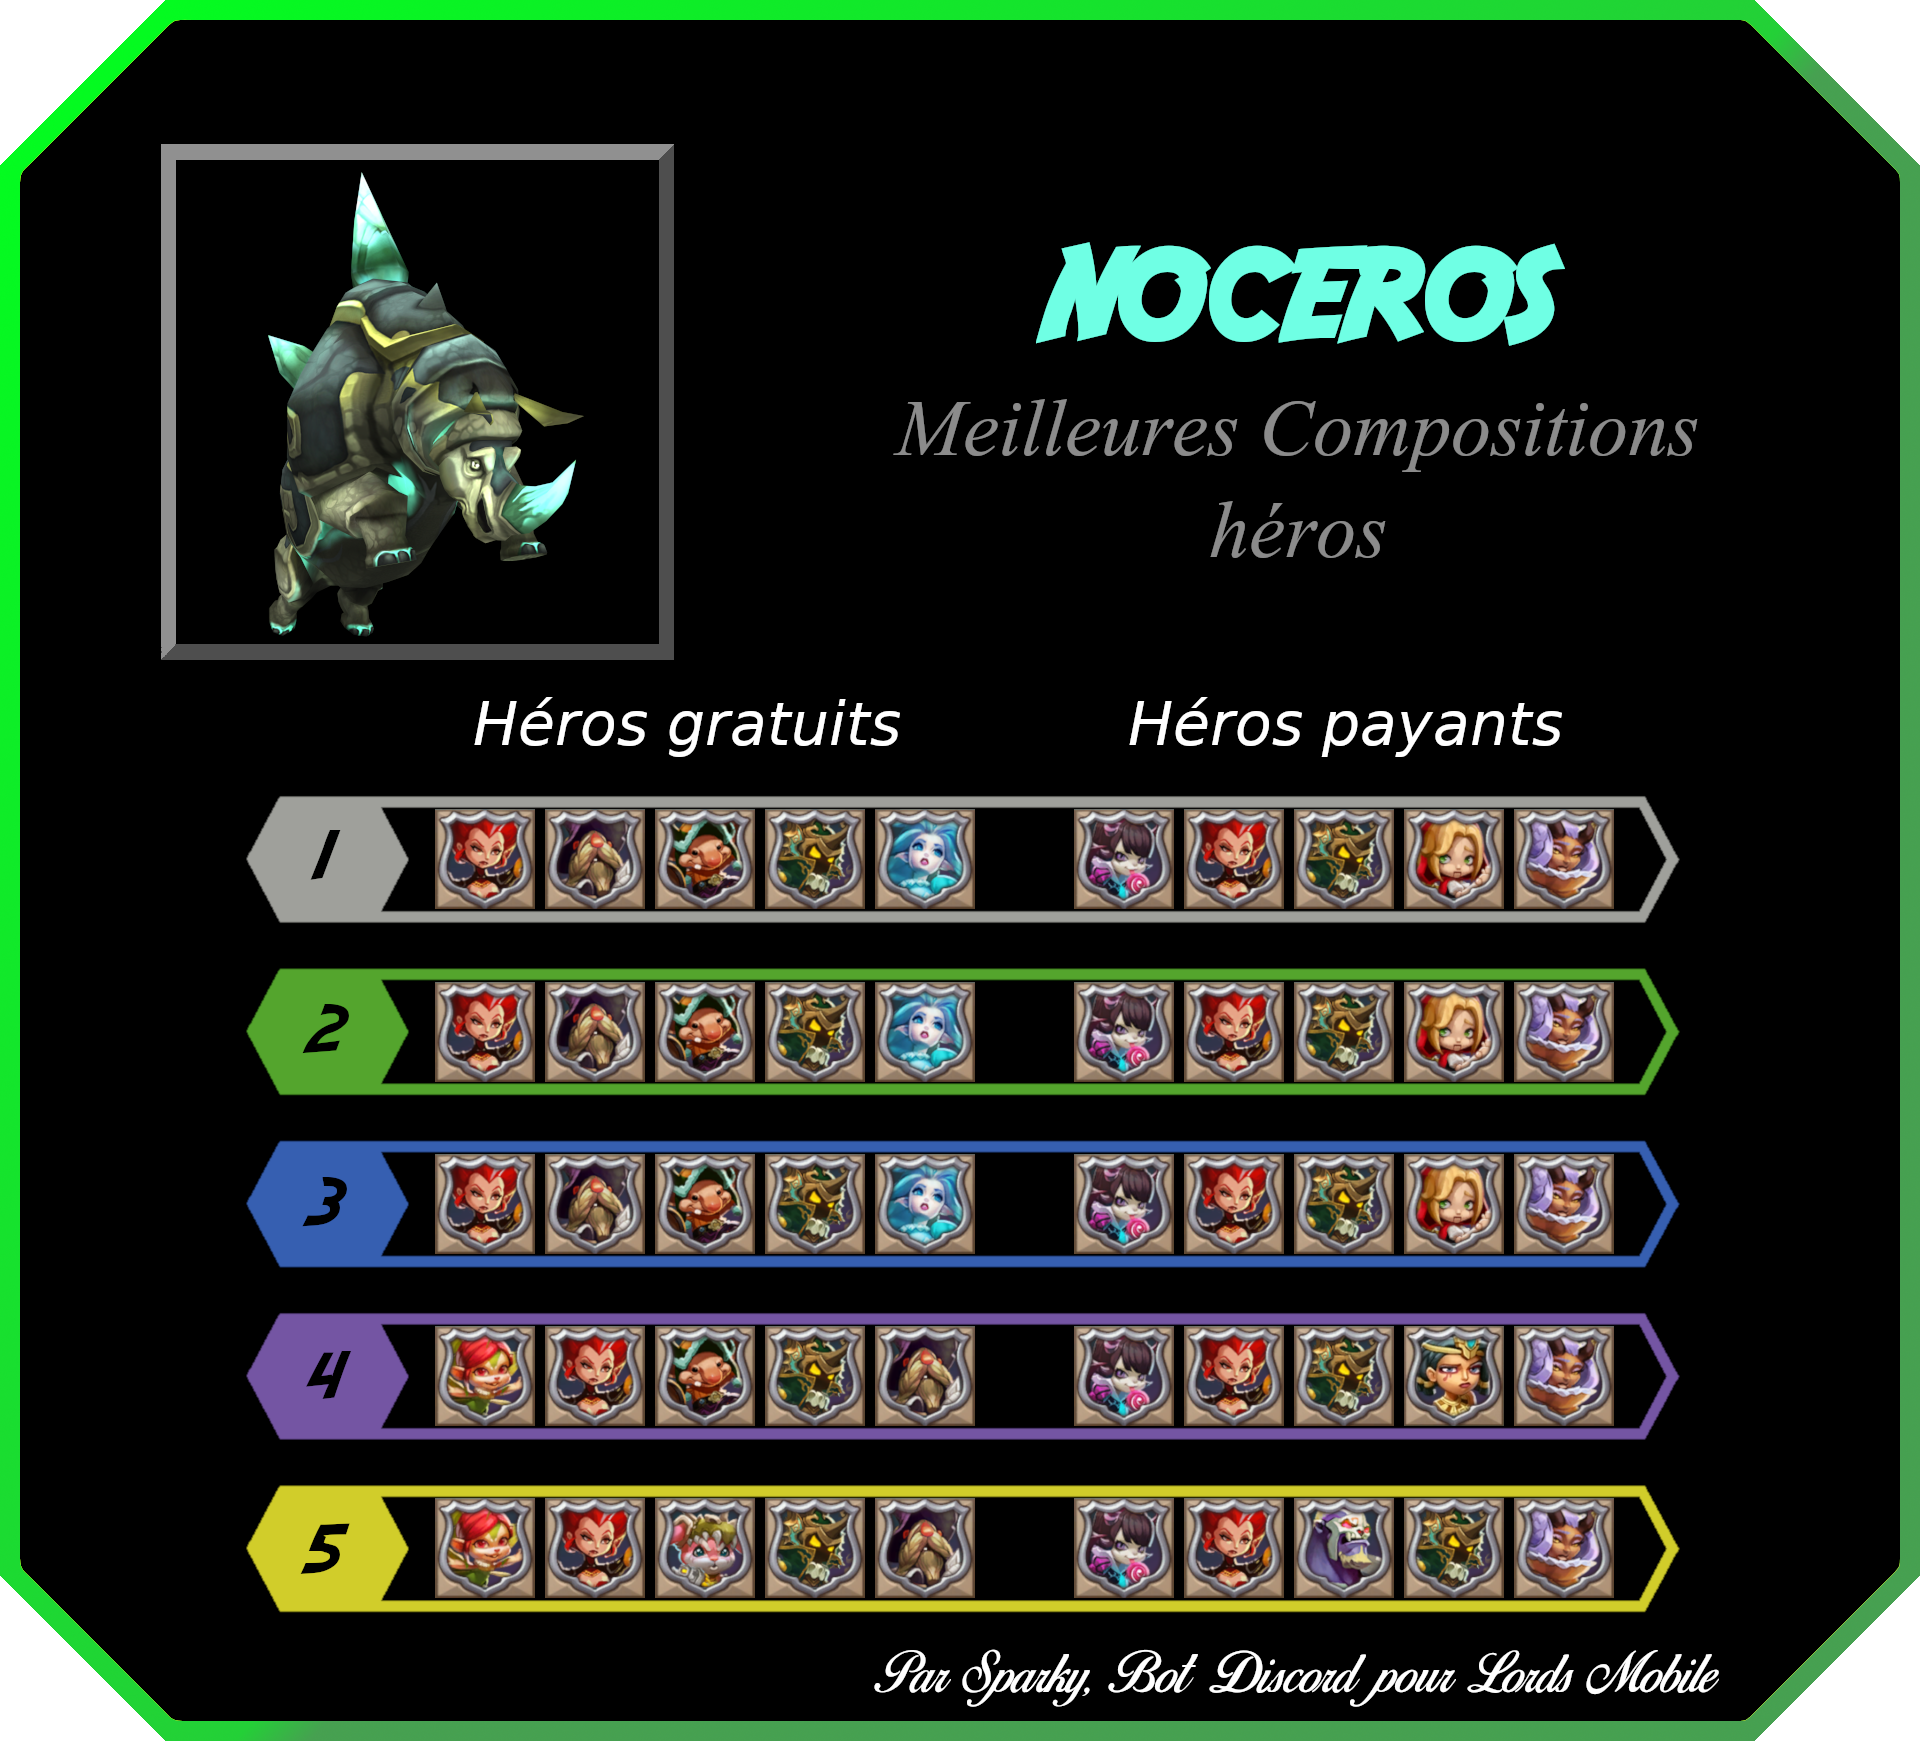 NOCEROS
Meilleures Compositions
héros
Héros gratuits
Héros payants
1
2
3
4
5
Par Sparky, Bot Discord pour Lords Mobile